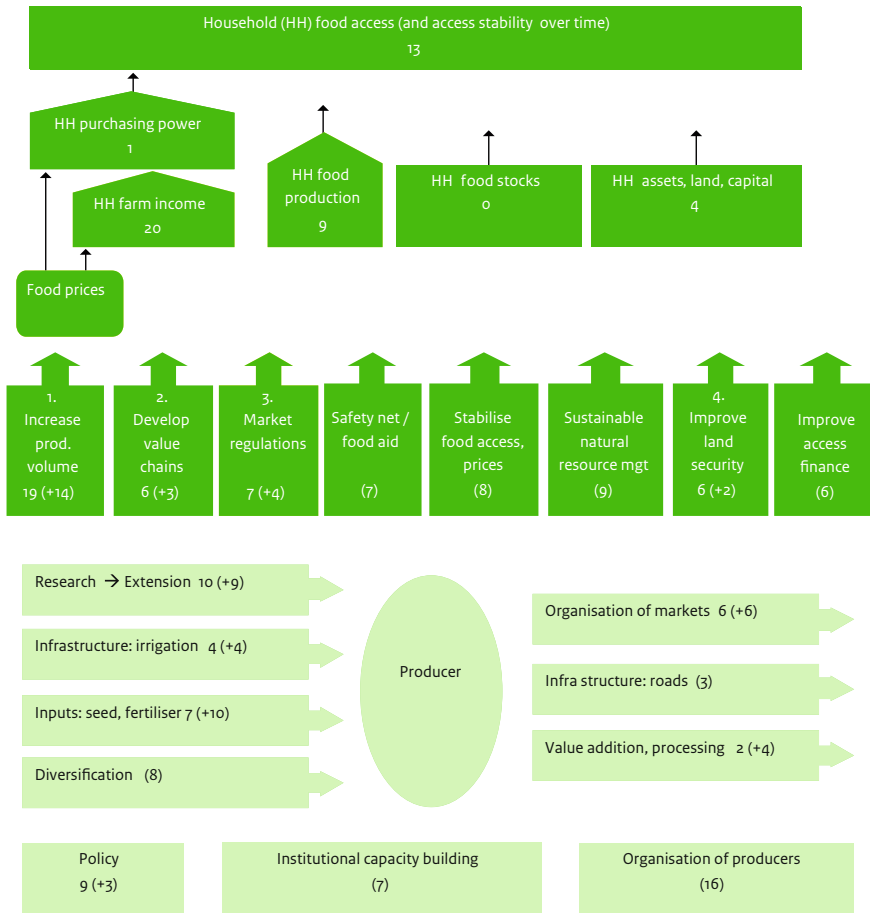 Household (HH) food access (and access stability over time)
13
HH purchasing power
1
HH farm income
20
HH food
production
9
HH food stocks
0
HH assets, land, capital
4
Food prices
1.
Increase
prod.
volume
19 (+14)
2.
Develop
value
chains
6 (+3)
3.
Market
regulations
7 (+4)
Safety net /
food aid
(7)
Stabilise
food access,
prices
(8)
Sustainable
natural
resource mgt
(9)
4.
Improve
land
security
6 (+2)
Improve
access
finance
(6)
Research → Extension 10 (+9)
Infrastructure: irrigation 4 (+4)
Inputs: seed, fertiliser 7 (+10)
Diversification (8)
Producer
Organisation of markets 6 (+6)
Infra structure: roads (3)
Value addition, processing 2 (+4)
Policy
9 (+3)
Institutional capacity building
(7)
Organisation of producers
(16)